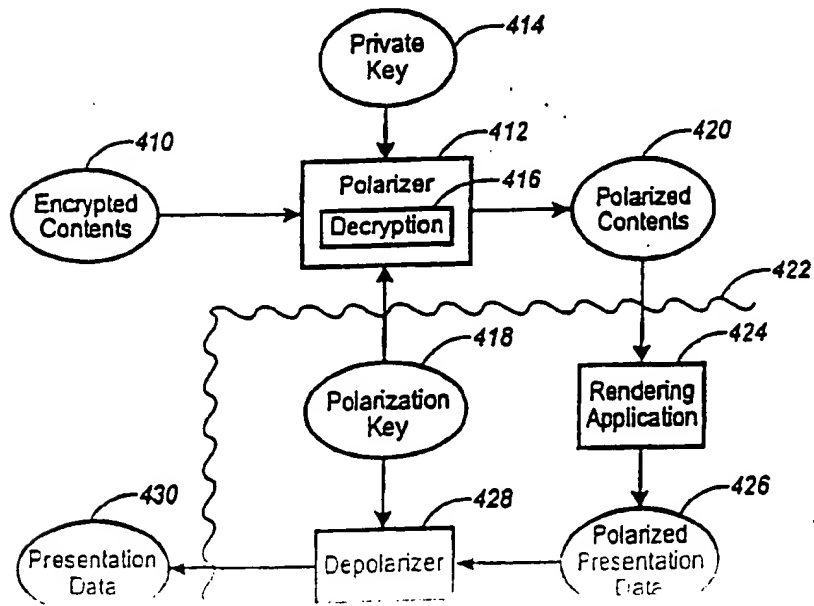 414
Private
Key
410
412
420
Polarizer
416
Encrypted
Contents
Decryption
Polarized
Contents
422
418
424
Polarization
Key
Rendering
Application
430
428
426
Presentation
Data
Depolarizer
Polarized
Presentation
Data